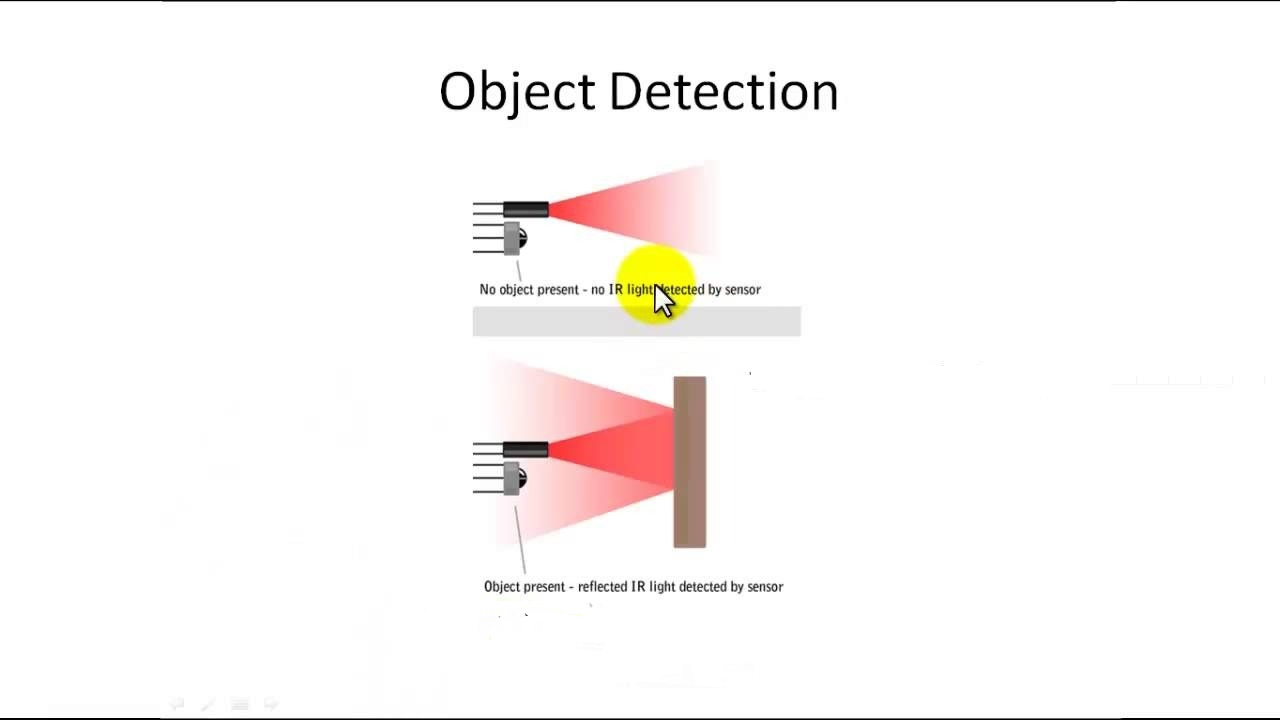 Object Detection
No object present - no IR light detected by sensor
Object present - reflected IR light detected by sensor